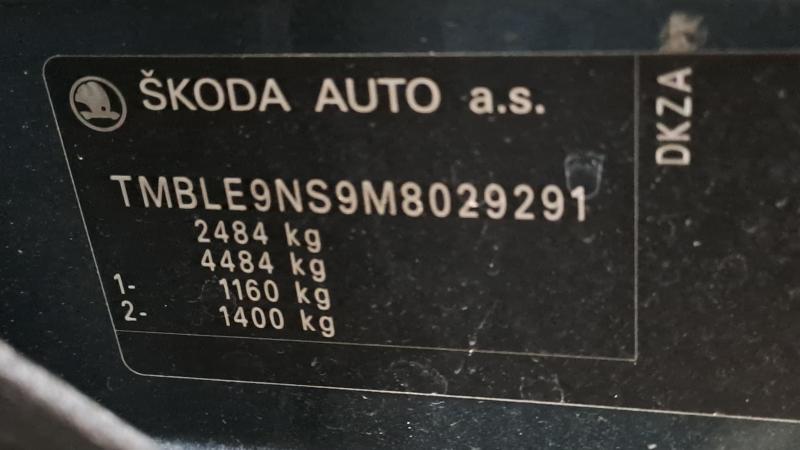 ŠKODA AUTO a.s.
TMBLE9NS9M8029291
2484 kg
4484 kg
1- 1160 kg
2- 1400 kg
DKZA